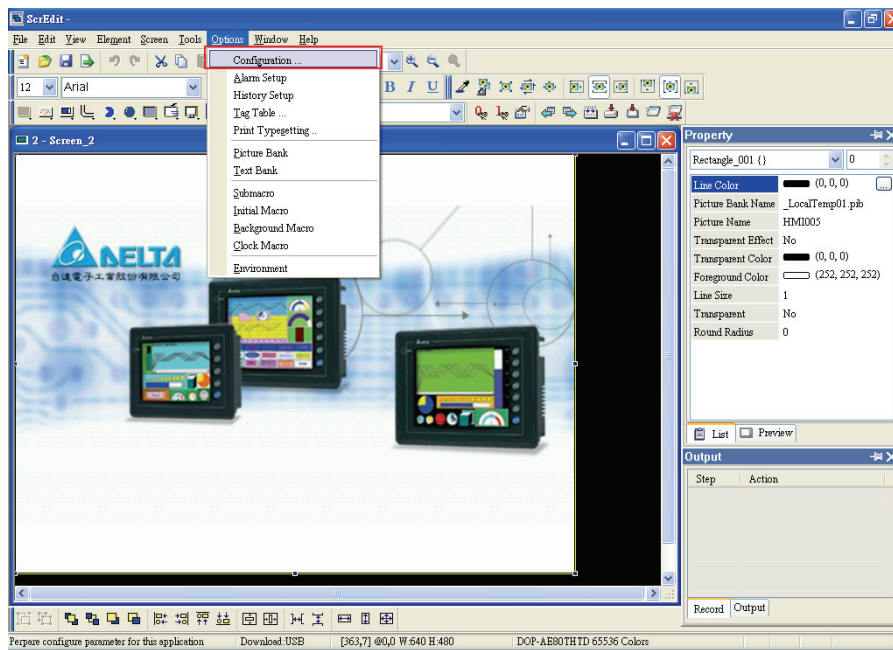 ScrEdit -
File Edit View Element Screen Tools Options Window Help
Configuration ...
Alarm Setup
History Setup
Tag Table ...
Print Typesetting ..
Picture Bank
Text Bank
Submacro
Initial Macro
Background Macro
Clock Macro
Environment
12 Arial
B I U
2 - Screen_2
DELTA
台達電子工業股份有限公司
Property
Rectangle_001 {} 0
Line Color (0, 0, 0) ...
Picture Bank Name _LocalTemp01.pib
Picture Name HMI005
Transparent Effect No
Transparent Color (0, 0, 0)
Foreground Color (252, 252, 252)
Line Size 1
Transparent No
Round Radius 0
List Preview
Output
Step Action
Record Output
Perpare configure parameter for this application Download:USB [363,7] @0,0 W:640 H:480 DOP-AE80THTD 65536 Colors